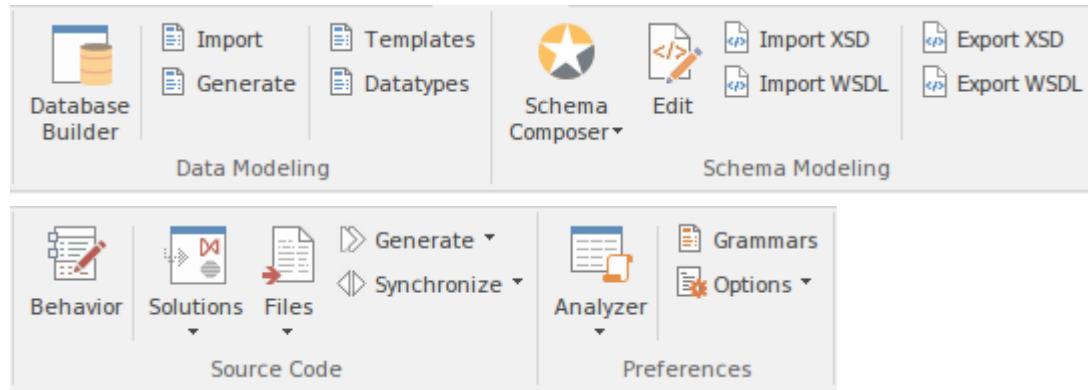 Database
Builder
Import
Generate
Templates
Datatypes
Data Modeling
Schema
Composer
Edit
Import XSD
Import WSDL
Export XSD
Export WSDL
Schema Modeling
Behavior
Solutions
Files
Generate
Synchronize
Source Code
Analyzer
Grammars
Options
Preferences